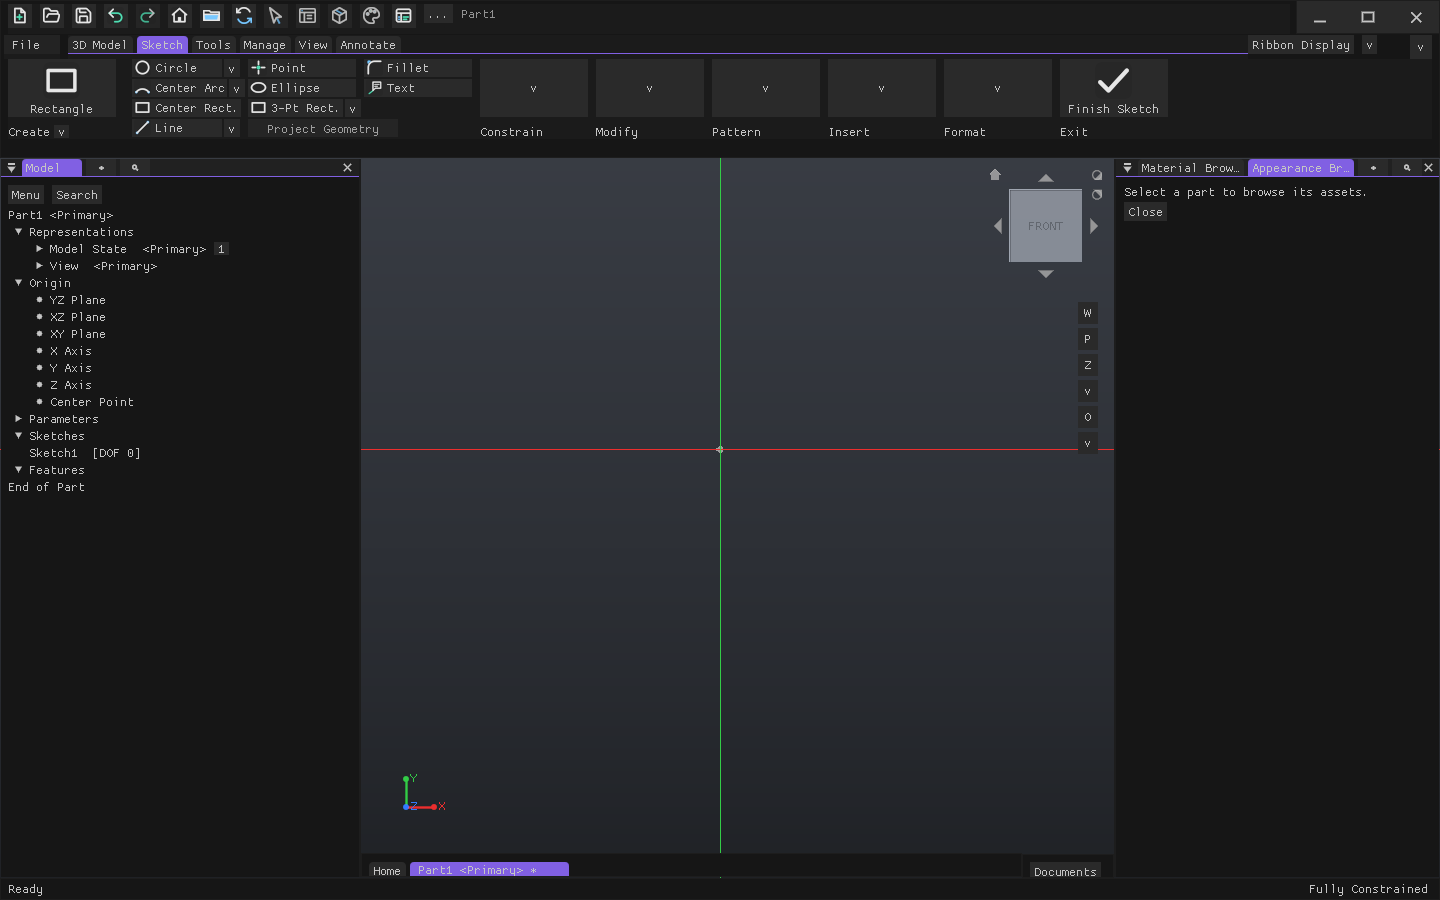 ... Part1
File 3D Model Sketch Tools Manage View Annotate Ribbon Display v v
Rectangle
Create v
Circle v
Center Arc v
Center Rect.
Line v
Point
Ellipse
3-Pt Rect. v
Project Geometry
Fillet
Text
v
Constrain
v
Modify
v
Pattern
v
Insert
v
Format
Finish Sketch
Exit
Model
Menu Search
Part1 <Primary>
Representations
Model State <Primary> 1
View <Primary>
Origin
YZ Plane
XZ Plane
XY Plane
X Axis
Y Axis
Z Axis
Center Point
Parameters
Sketches
Sketch1 [DOF 0]
Features
End of Part
FRONT
W
P
Z
v
O
v
Y
Z X
Home Part1 <Primary> * Documents
Material Brow… Appearance Br…
Select a part to browse its assets.
Close
Ready Fully Constrained